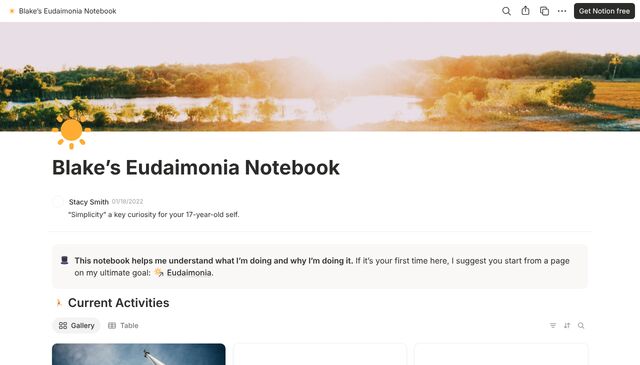 Blake's Eudaimonia Notebook
Get Notion free
Blake's Eudaimonia Notebook
Stacy Smith 01/18/2022
"Simplicity" a key curiosity for your 17-year-old self.
This notebook helps me understand what I'm doing and why I'm doing it. If it's your first time here, I suggest you start from a page
on my ultimate goal: Eudaimonia.
Current Activities
Gallery Table